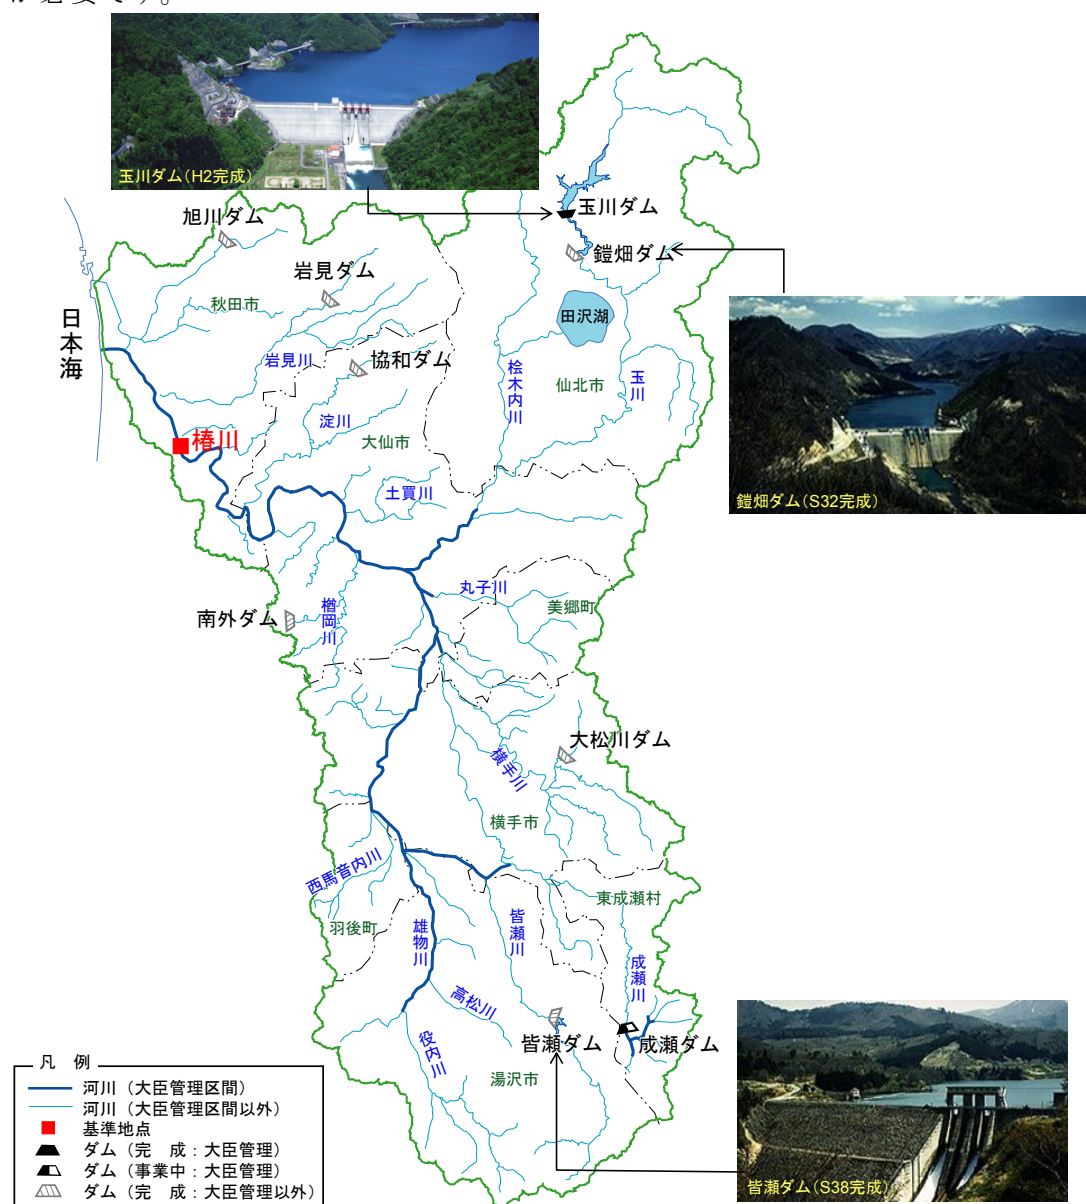 が必要です。
玉川ダム(H2完成)
玉川ダム
旭川ダム
鎧畑ダム
岩見ダム
秋田市
日本海
田沢湖
岩見川
協和ダム
桧木内川
仙北市
玉川
淀川
椿川
大仙市
土買川
鎧畑ダム(S32完成)
丸子川
美郷町
楢岡川
南外ダム
大松川ダム
横手川
横手市
西馬音内川
東成瀬村
羽後町
雄物川
皆瀬川
成瀬川
高松川
皆瀬ダム
成瀬ダム
役内川
湯沢市
皆瀬ダム(S38完成)
凡 例
河川(大臣管理区間)
河川(大臣管理区間以外)
基準地点
ダム(完 成:大臣管理)
ダム(事業中:大臣管理)
ダム(完 成:大臣管理以外)